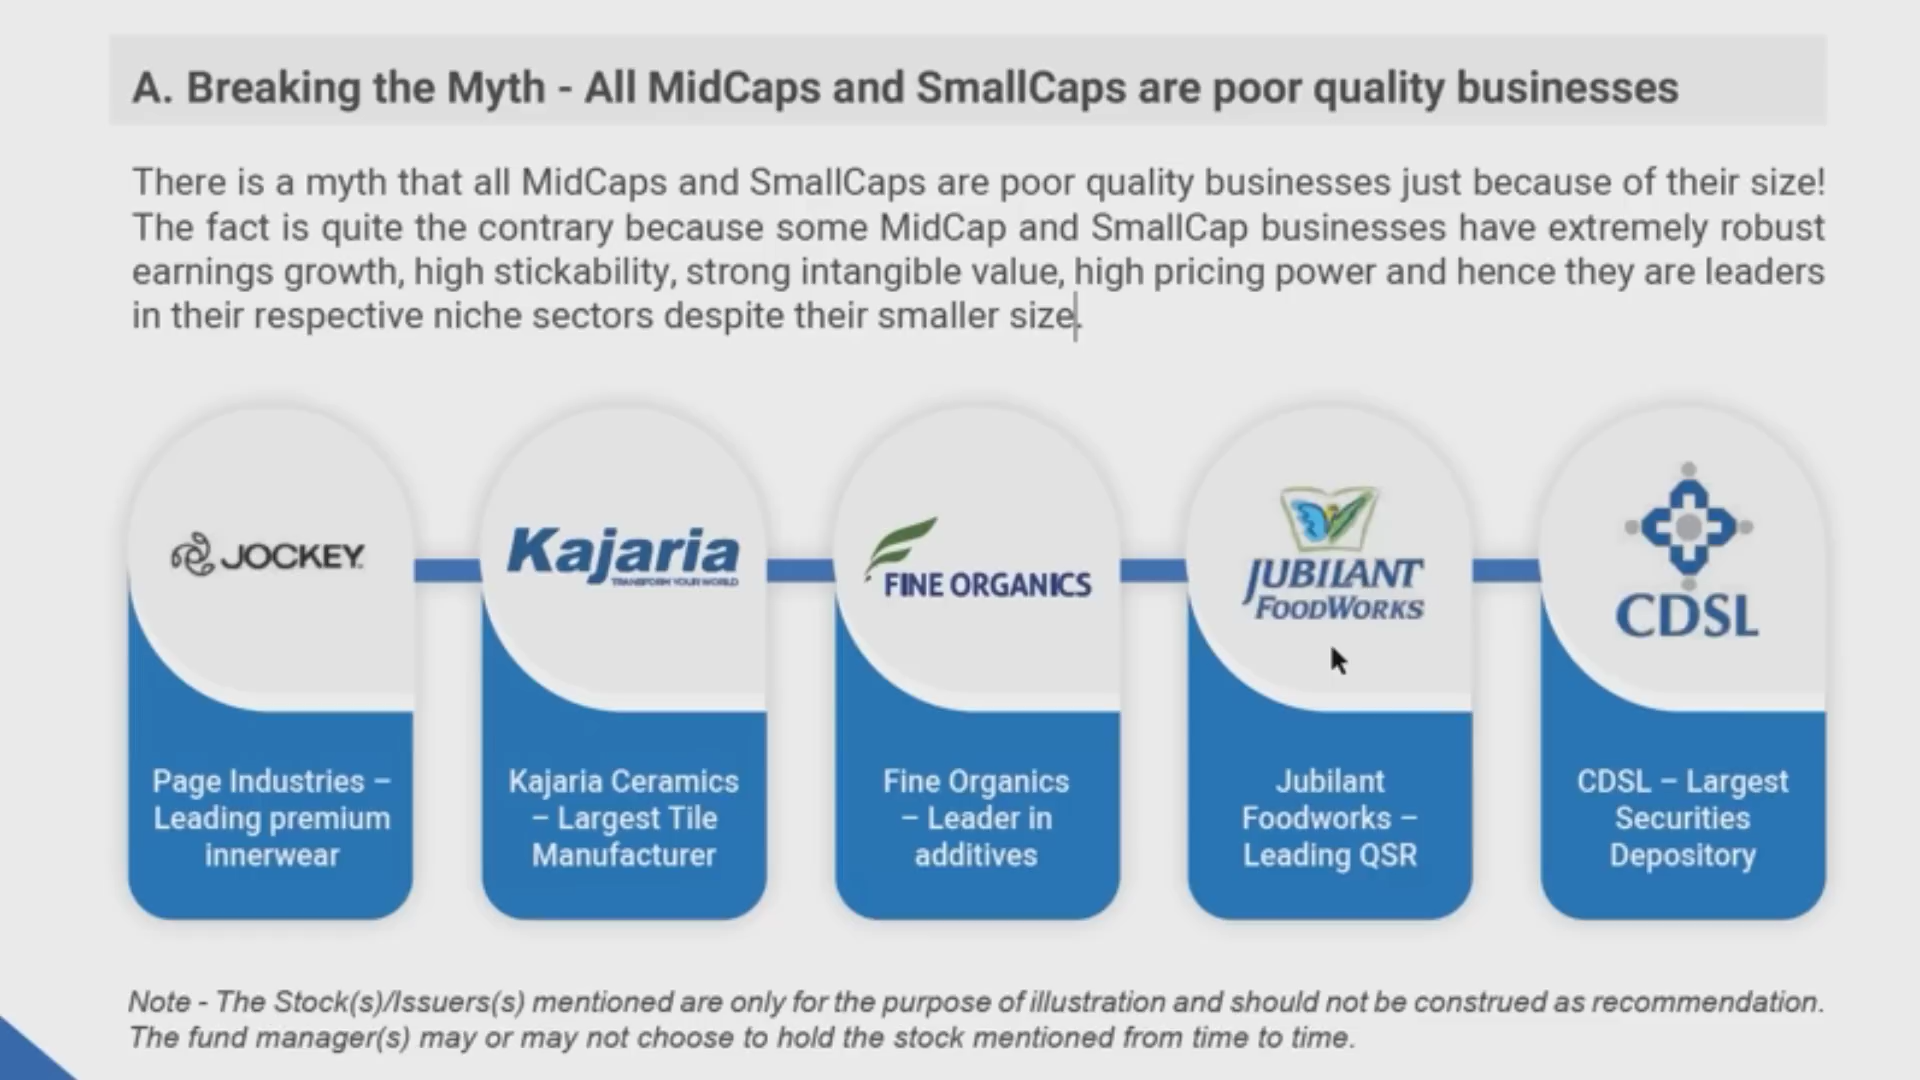 A. Breaking the Myth - All MidCaps and SmallCaps are poor quality businesses
There is a myth that all MidCaps and SmallCaps are poor quality businesses just because of their size!
The fact is quite the contrary because some MidCap and SmallCap businesses have extremely robust
earnings growth, high stickability, strong intangible value, high pricing power and hence they are leaders
in their respective niche sectors despite their smaller size.
JOCKEY
Kajaria
TRANSFORM YOUR WORLD
FINE ORGANICS
JUBILANT
FOODWORKS
CDSL
Page Industries –
Leading premium
innerwear
Kajaria Ceramics
– Largest Tile
Manufacturer
Fine Organics
– Leader in
additives
Jubilant
Foodworks –
Leading QSR
CDSL – Largest
Securities
Depository
Note - The Stock(s)/Issuers(s) mentioned are only for the purpose of illustration and should not be construed as recommendation.
The fund manager(s) may or may not choose to hold the stock mentioned from time to time.